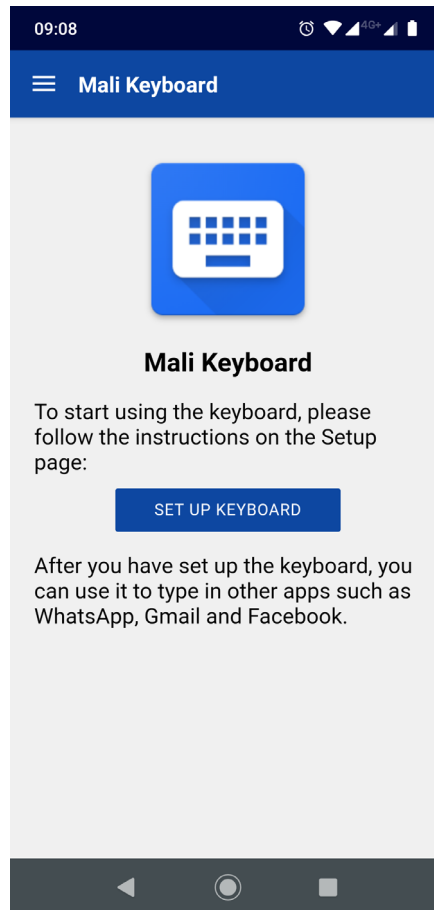 09:08
4G+
Mali Keyboard
Mali Keyboard
To start using the keyboard, please
follow the instructions on the Setup
page:
SET UP KEYBOARD
After you have set up the keyboard, you
can use it to type in other apps such as
WhatsApp, Gmail and Facebook.